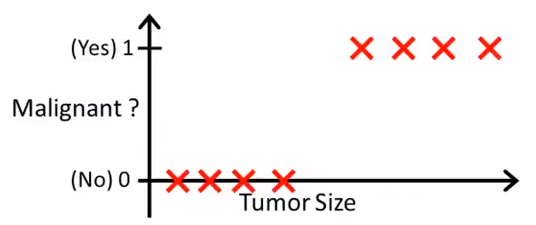 (Yes) 1
Malignant ?
(No) 0
Tumor Size